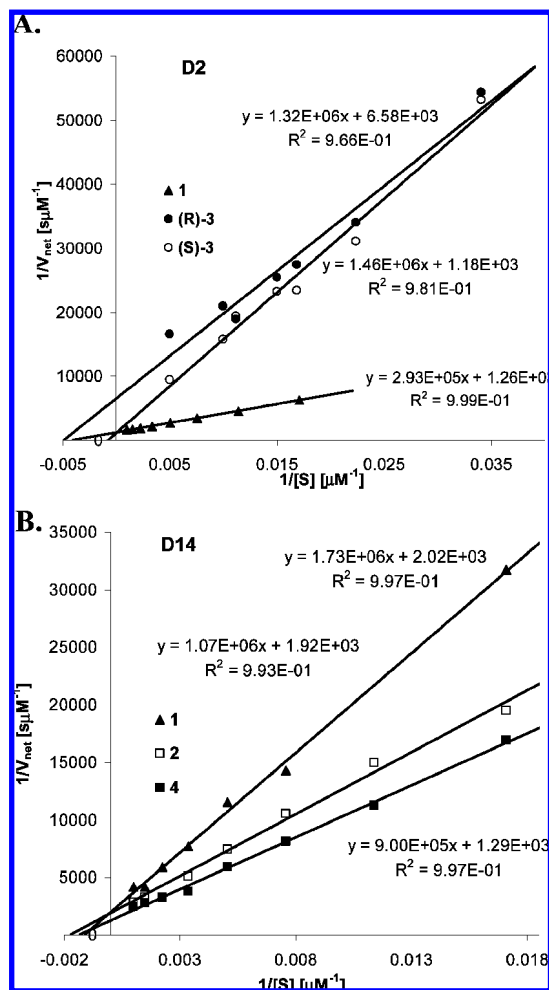 A.
D2
60000
50000
40000
30000
20000
10000
0
y = 1.32E+06x + 6.58E+03
R² = 9.66E-01
1
(R)-3
(S)-3
y = 1.46E+06x + 1.18E+03
R² = 9.81E-01
y = 2.93E+05x + 1.26E+03
R² = 9.99E-01
1/Vnet [sµM⁻¹]
-0.005 0.005 0.015 0.025 0.035
1/[S] [µM⁻¹]
B.
D14
35000
30000
25000
20000
15000
10000
5000
0
y = 1.73E+06x + 2.02E+03
R² = 9.97E-01
y = 1.07E+06x + 1.92E+03
R² = 9.93E-01
1
2
4
y = 9.00E+05x + 1.29E+03
R² = 9.97E-01
1/Vnet [sµM⁻¹]
-0.002 0.003 0.008 0.013 0.018
1/[S] [µM⁻¹]